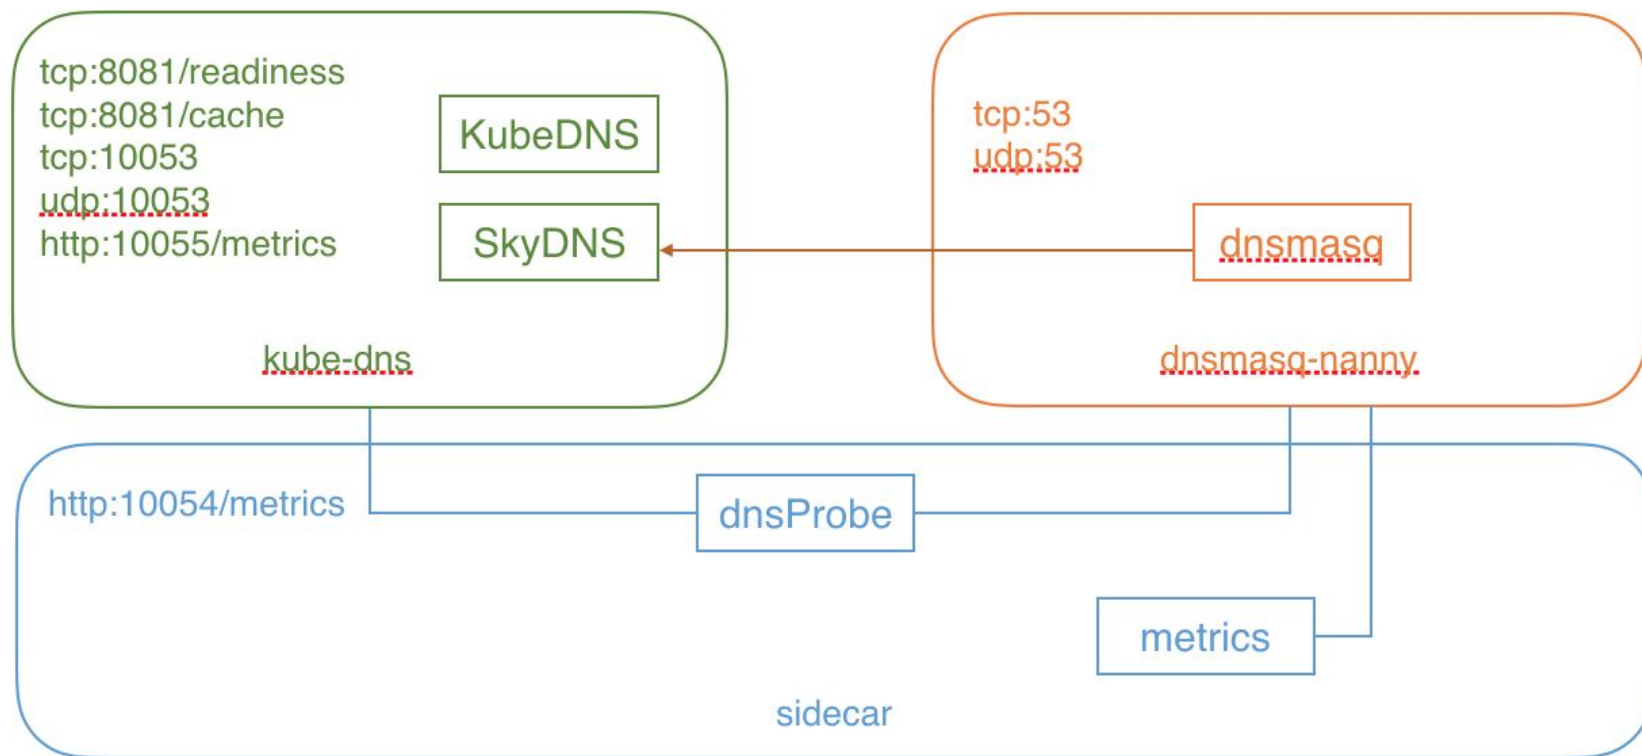 tcp:8081/readiness
tcp:8081/cache
tcp:10053
udp:10053
http:10055/metrics
KubeDNS
SkyDNS
kube-dns
tcp:53
udp:53
dnsmasq
dnsmasq-nanny
http:10054/metrics
dnsProbe
metrics
sidecar